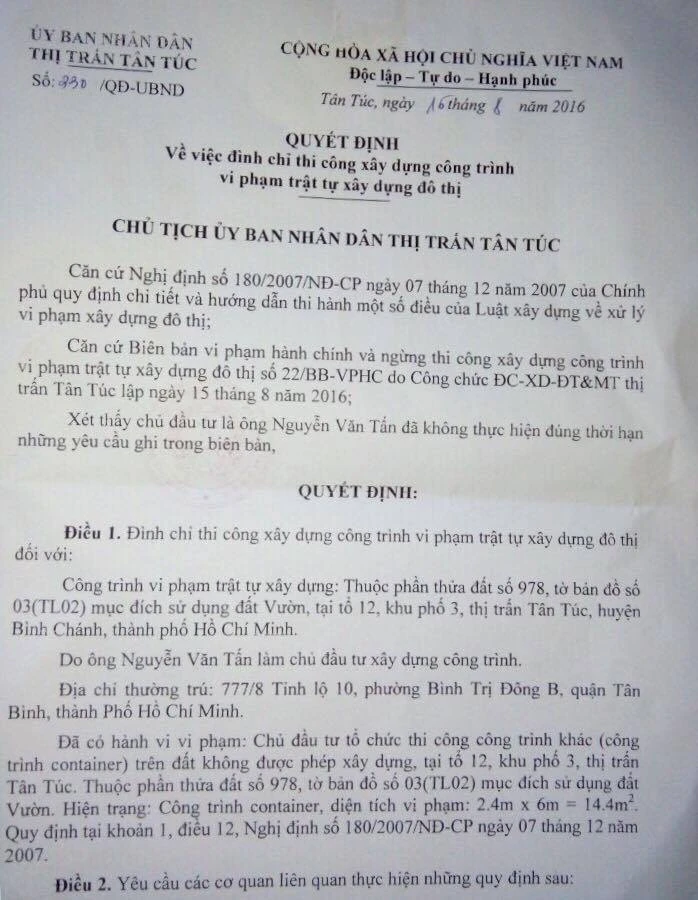 ỦY BAN NHÂN DÂN
THỊ TRẤN TÂN TÚC
Số: 330 /QĐ-UBND
CỘNG HÒA XÃ HỘI CHỦ NGHĨA VIỆT NAM
Độc lập – Tự do – Hạnh phúc
Tân Túc, ngày 16 tháng 8 năm 2016
QUYẾT ĐỊNH
Về việc đình chỉ thi công xây dựng công trình
vi phạm trật tự xây dựng đô thị
CHỦ TỊCH ỦY BAN NHÂN DÂN THỊ TRẤN TÂN TÚC
Căn cứ Nghị định số 180/2007/NĐ-CP ngày 07 tháng 12 năm 2007 của Chính
phủ quy định chi tiết và hướng dẫn thi hành một số điều của Luật xây dựng về xử lý
vi phạm xây dựng đô thị;
Căn cứ Biên bản vi phạm hành chính và ngừng thi công xây dựng công trình
vi phạm trật tự xây dựng đô thị số 22/BB-VPHC do Công chức ĐC-XD-ĐT&MT thị
trấn Tân Túc lập ngày 15 tháng 8 năm 2016;
Xét thấy chủ đầu tư là ông Nguyễn Văn Tấn đã không thực hiện đúng thời hạn
những yêu cầu ghi trong biên bản,
QUYẾT ĐỊNH:
Điều 1. Đình chỉ thi công xây dựng công trình vi phạm trật tự xây dựng đô thị
đối với:
Công trình vi phạm trật tự xây dựng: Thuộc phần thửa đất số 978, tờ bản đồ số
03(TL02) mục đích sử dụng đất Vườn, tại tổ 12, khu phố 3, thị trấn Tân Túc, huyện
Bình Chánh, thành phố Hồ Chí Minh.
Do ông Nguyễn Văn Tấn làm chủ đầu tư xây dựng công trình.
Địa chỉ thường trú: 777/8 Tỉnh lộ 10, phường Bình Trị Đông B, quận Tân
Bình, thành Phố Hồ Chí Minh.
Đã có hành vi vi phạm: Chủ đầu tư tổ chức thi công công trình khác (công
trình container) trên đất không được phép xây dựng, tại tổ 12, khu phố 3, thị trấn
Tân Túc. Thuộc phần thửa đất số 978, tờ bản đồ số 03(TL02) mục đích sử dụng đất
Vườn. Hiện trạng: Công trình container, diện tích vi phạm: 2.4m x 6m = 14.4m².
Quy định tại khoản 1, điều 12, Nghị định số 180/2007/NĐ-CP ngày 07 tháng 12 năm
2007.
Điều 2. Yêu cầu các cơ quan liên quan thực hiện những quy định sau: